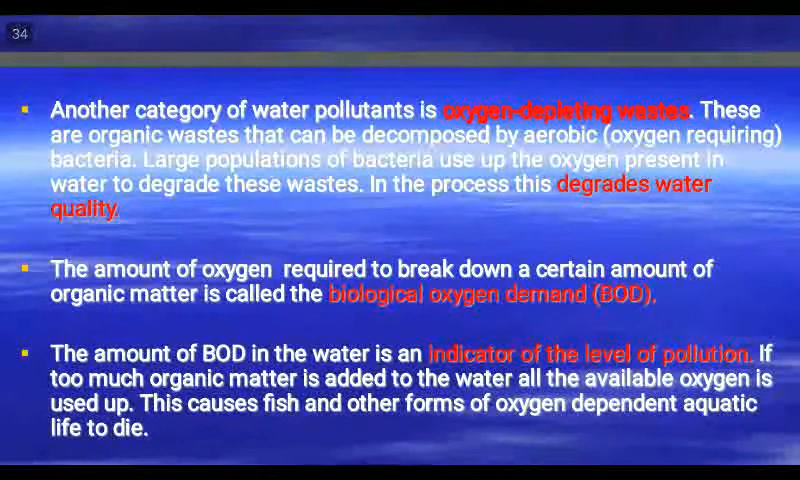 34
▪ Another category of water pollutants is oxygen-depleting wastes. These
are organic wastes that can be decomposed by aerobic (oxygen requiring)
bacteria. Large populations of bacteria use up the oxygen present in
water to degrade these wastes. In the process this degrades water
quality.
▪ The amount of oxygen  required to break down a certain amount of
organic matter is called the biological oxygen demand (BOD).
▪ The amount of BOD in the water is an indicator of the level of pollution. If
too much organic matter is added to the water all the available oxygen is
used up. This causes fish and other forms of oxygen dependent aquatic
life to die.